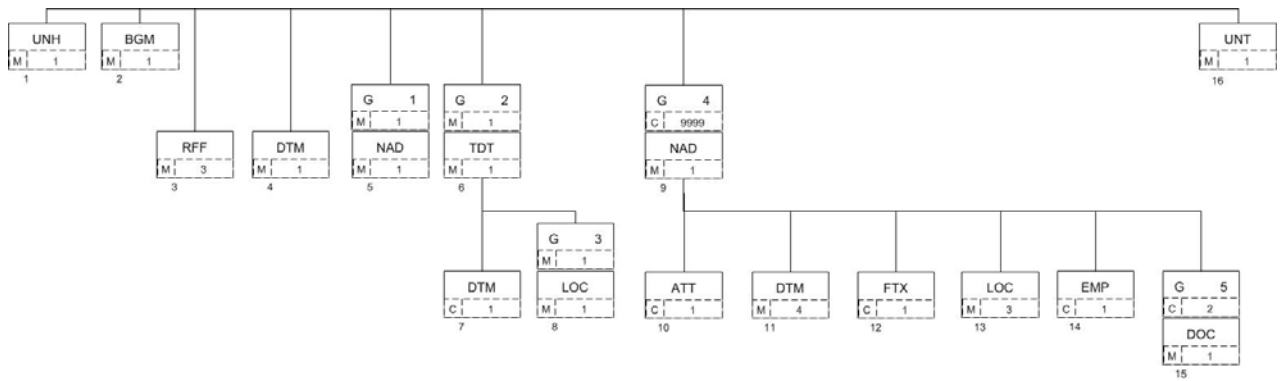 UNH
M 1
1
BGM
M 1
2
RFF
M 3
3
DTM
M 1
4
G 1
M 1
NAD
M 1
5
G 2
M 1
TDT
M 1
6
DTM
C 1
7
G 3
M 1
LOC
M 1
8
G 4
C 9999
NAD
M 1
9
ATT
C 1
10
DTM
M 4
11
FTX
C 1
12
LOC
M 3
13
EMP
C 1
14
G 5
C 2
DOC
M 1
15
UNT
M 1
16